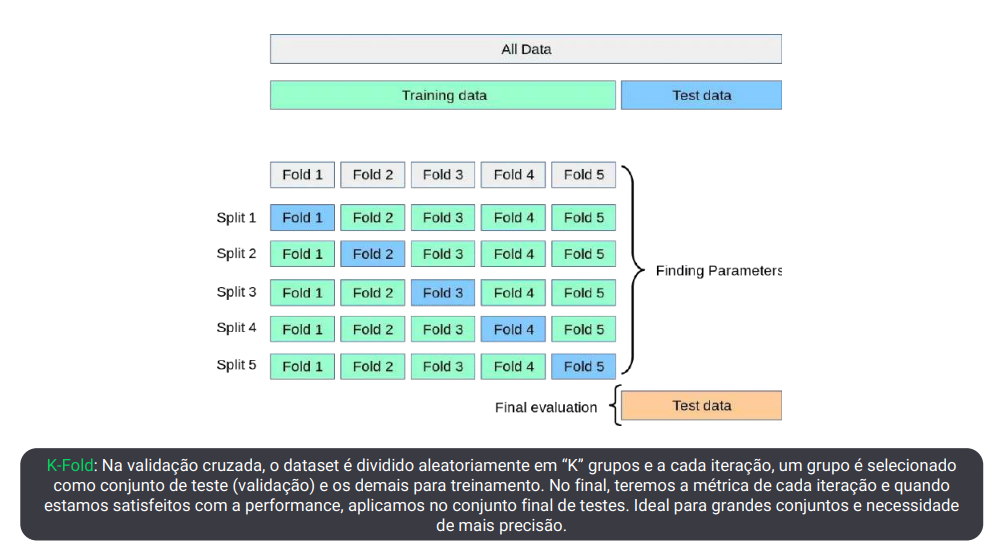 All Data
Training data Test data
Fold 1 Fold 2 Fold 3 Fold 4 Fold 5
Split 1 Fold 1 Fold 2 Fold 3 Fold 4 Fold 5
Split 2 Fold 1 Fold 2 Fold 3 Fold 4 Fold 5
Finding Parameters
Split 3 Fold 1 Fold 2 Fold 3 Fold 4 Fold 5
Split 4 Fold 1 Fold 2 Fold 3 Fold 4 Fold 5
Split 5 Fold 1 Fold 2 Fold 3 Fold 4 Fold 5
Final evaluation Test data
K-Fold: Na validação cruzada, o dataset é dividido aleatoriamente em “K” grupos e a cada iteração, um grupo é selecionado
como conjunto de teste (validação) e os demais para treinamento. No final, teremos a métrica de cada iteração e quando
estamos satisfeitos com a performance, aplicamos no conjunto final de testes. Ideal para grandes conjuntos e necessidade
de mais precisão.